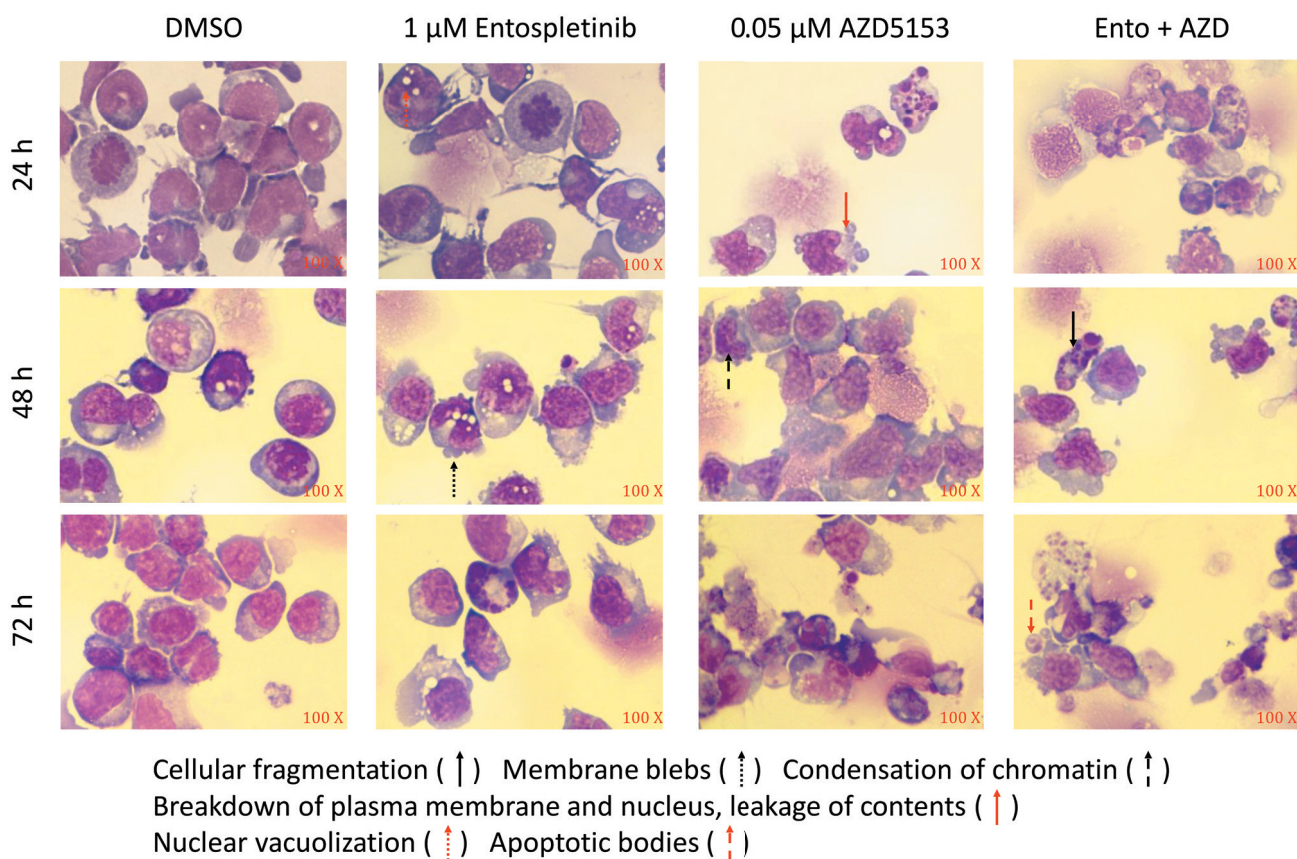 DMSO 1 µM Entospletinib 0.05 µM AZD5153 Ento + AZD
24 h
100 X 100 X 100 X 100 X
48 h
100 X 100 X 100 X 100 X
72 h
100 X 100 X 100 X 100 X
Cellular fragmentation ( ) Membrane blebs ( ) Condensation of chromatin ( )
Breakdown of plasma membrane and nucleus, leakage of contents ( )
Nuclear vacuolization ( ) Apoptotic bodies ( )